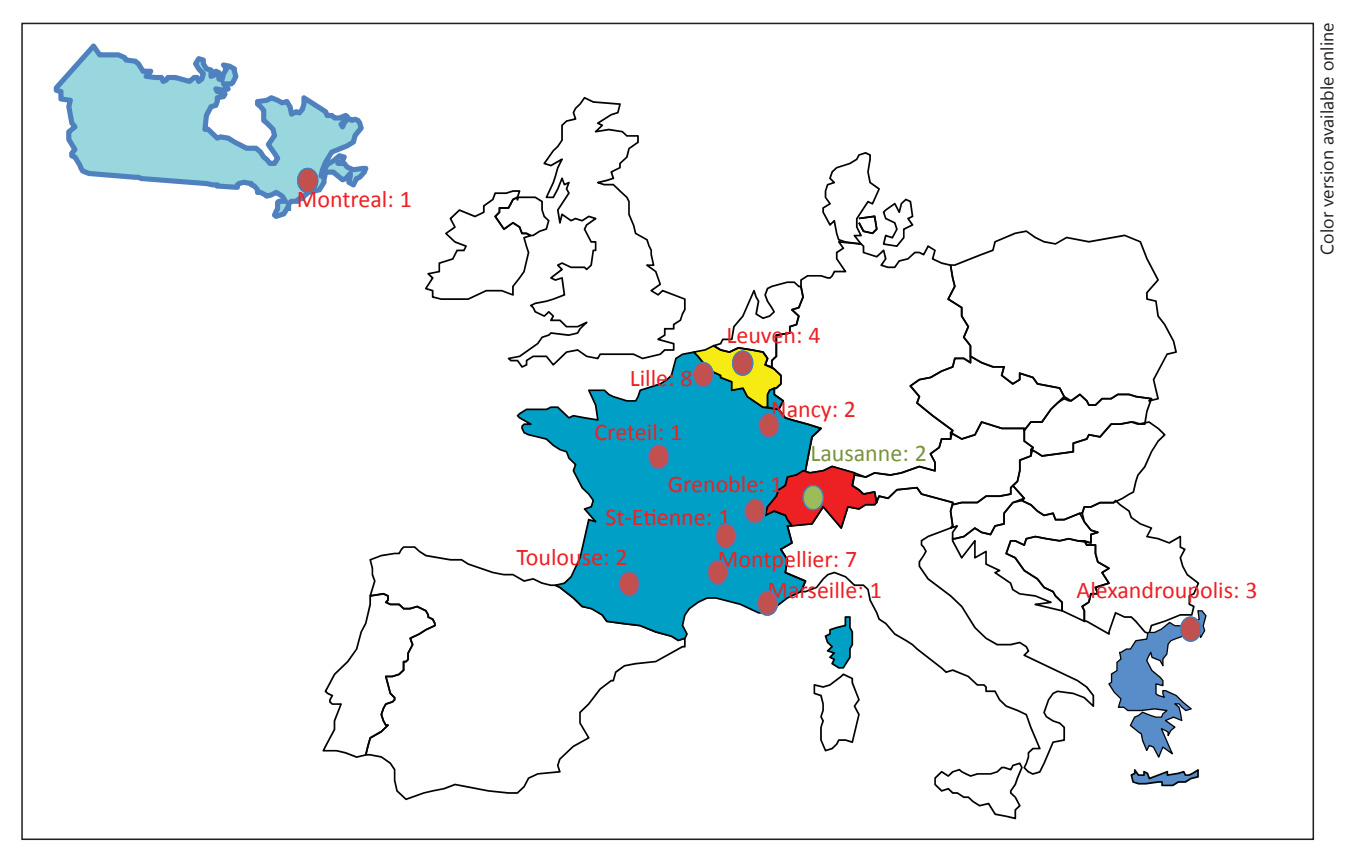 Color version available online
Montreal: 1
Leuven: 4
Lille: 8
Nancy: 2
Creteil: 1
Lausanne: 2
Grenoble: 1
St-Etienne: 1
Toulouse: 2
Montpellier: 7
Marseille: 1
Alexandroupolis: 3